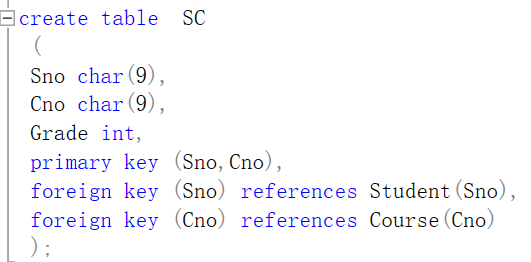 create table  SC
(
Sno char(9),
Cno char(9),
Grade int,
primary key (Sno,Cno),
foreign key (Sno) references Student(Sno),
foreign key (Cno) references Course(Cno)
);